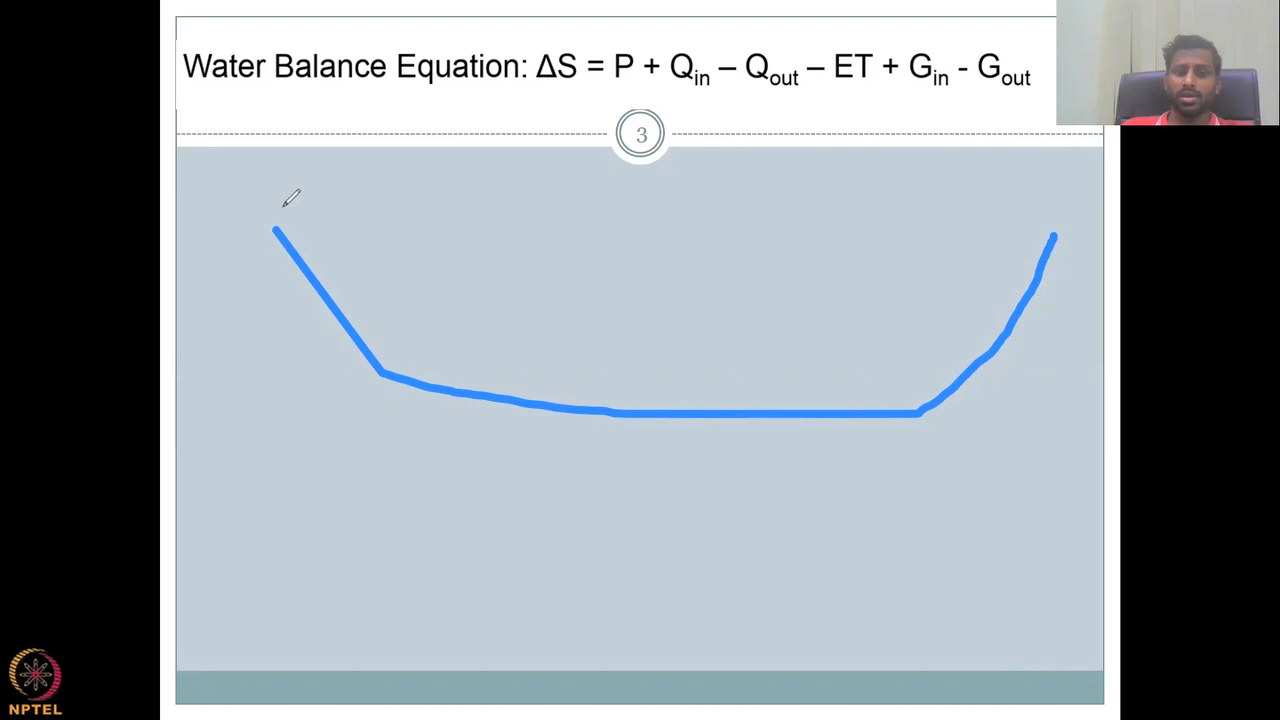 Water Balance Equation: ΔS = P + Qin – Qout – ET + Gin - Gout
3
NPTEL